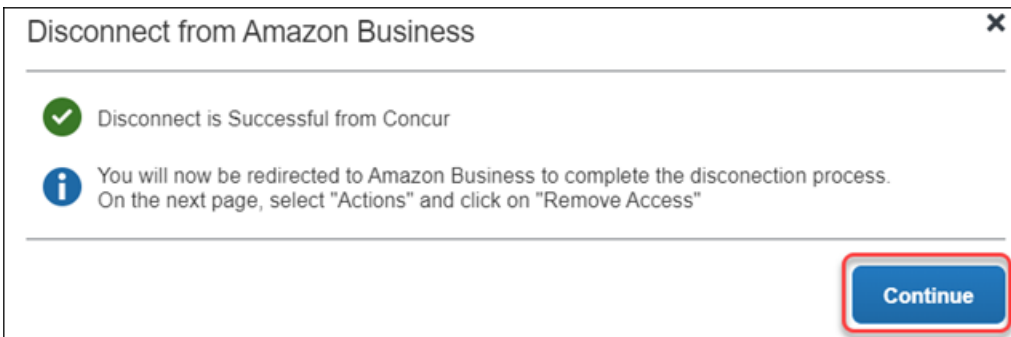 Disconnect from Amazon Business
Disconnect is Successful from Concur
You will now be redirected to Amazon Business to complete the disconection process.
On the next page, select "Actions" and click on "Remove Access"
Continue